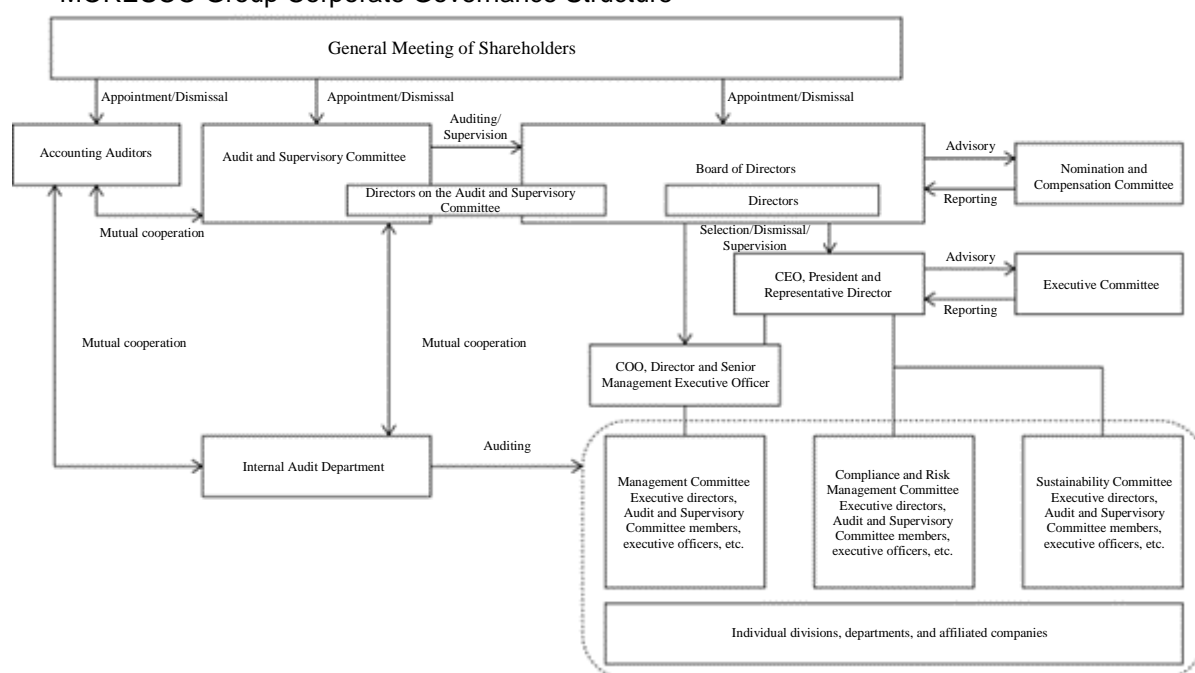 MORESCO Group Corporate Governance Structure
General Meeting of Shareholders
Appointment/Dismissal
Appointment/Dismissal
Appointment/Dismissal
Accounting Auditors
Audit and Supervisory Committee
Auditing/
Supervision
Board of Directors
Advisory
Reporting
Nomination and
Compensation Committee
Directors on the Audit and Supervisory
Committee
Directors
Mutual cooperation
Selection/Dismissal/
Supervision
CEO, President and
Representative Director
Advisory
Reporting
Executive Committee
Mutual cooperation
Mutual cooperation
COO, Director and Senior
Management Executive Officer
Internal Audit Department
Auditing
Management Committee
Executive directors,
Audit and Supervisory
Committee members,
executive officers, etc.
Compliance and Risk
Management Committee
Executive directors,
Audit and Supervisory
Committee members,
executive officers, etc.
Sustainability Committee
Executive directors,
Audit and Supervisory
Committee members,
executive officers, etc.
Individual divisions, departments, and affiliated companies